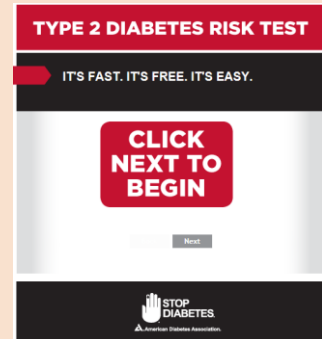 TYPE 2 DIABETES RISK TEST
IT'S FAST. IT'S FREE. IT'S EASY.
CLICK
NEXT TO
BEGIN
Next
STOP
DIABETES.
American Diabetes Association.